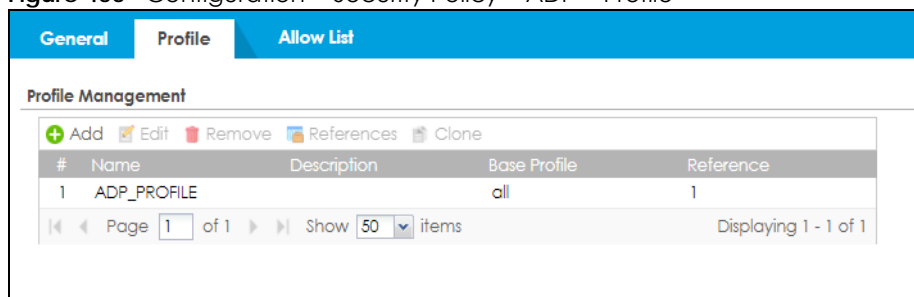 General Profile Allow List
Profile Management
Add Edit Remove References Clone
# Name Description Base Profile Reference
1 ADP_PROFILE all 1
Page 1 of 1 Show 50 items Displaying 1 - 1 of 1